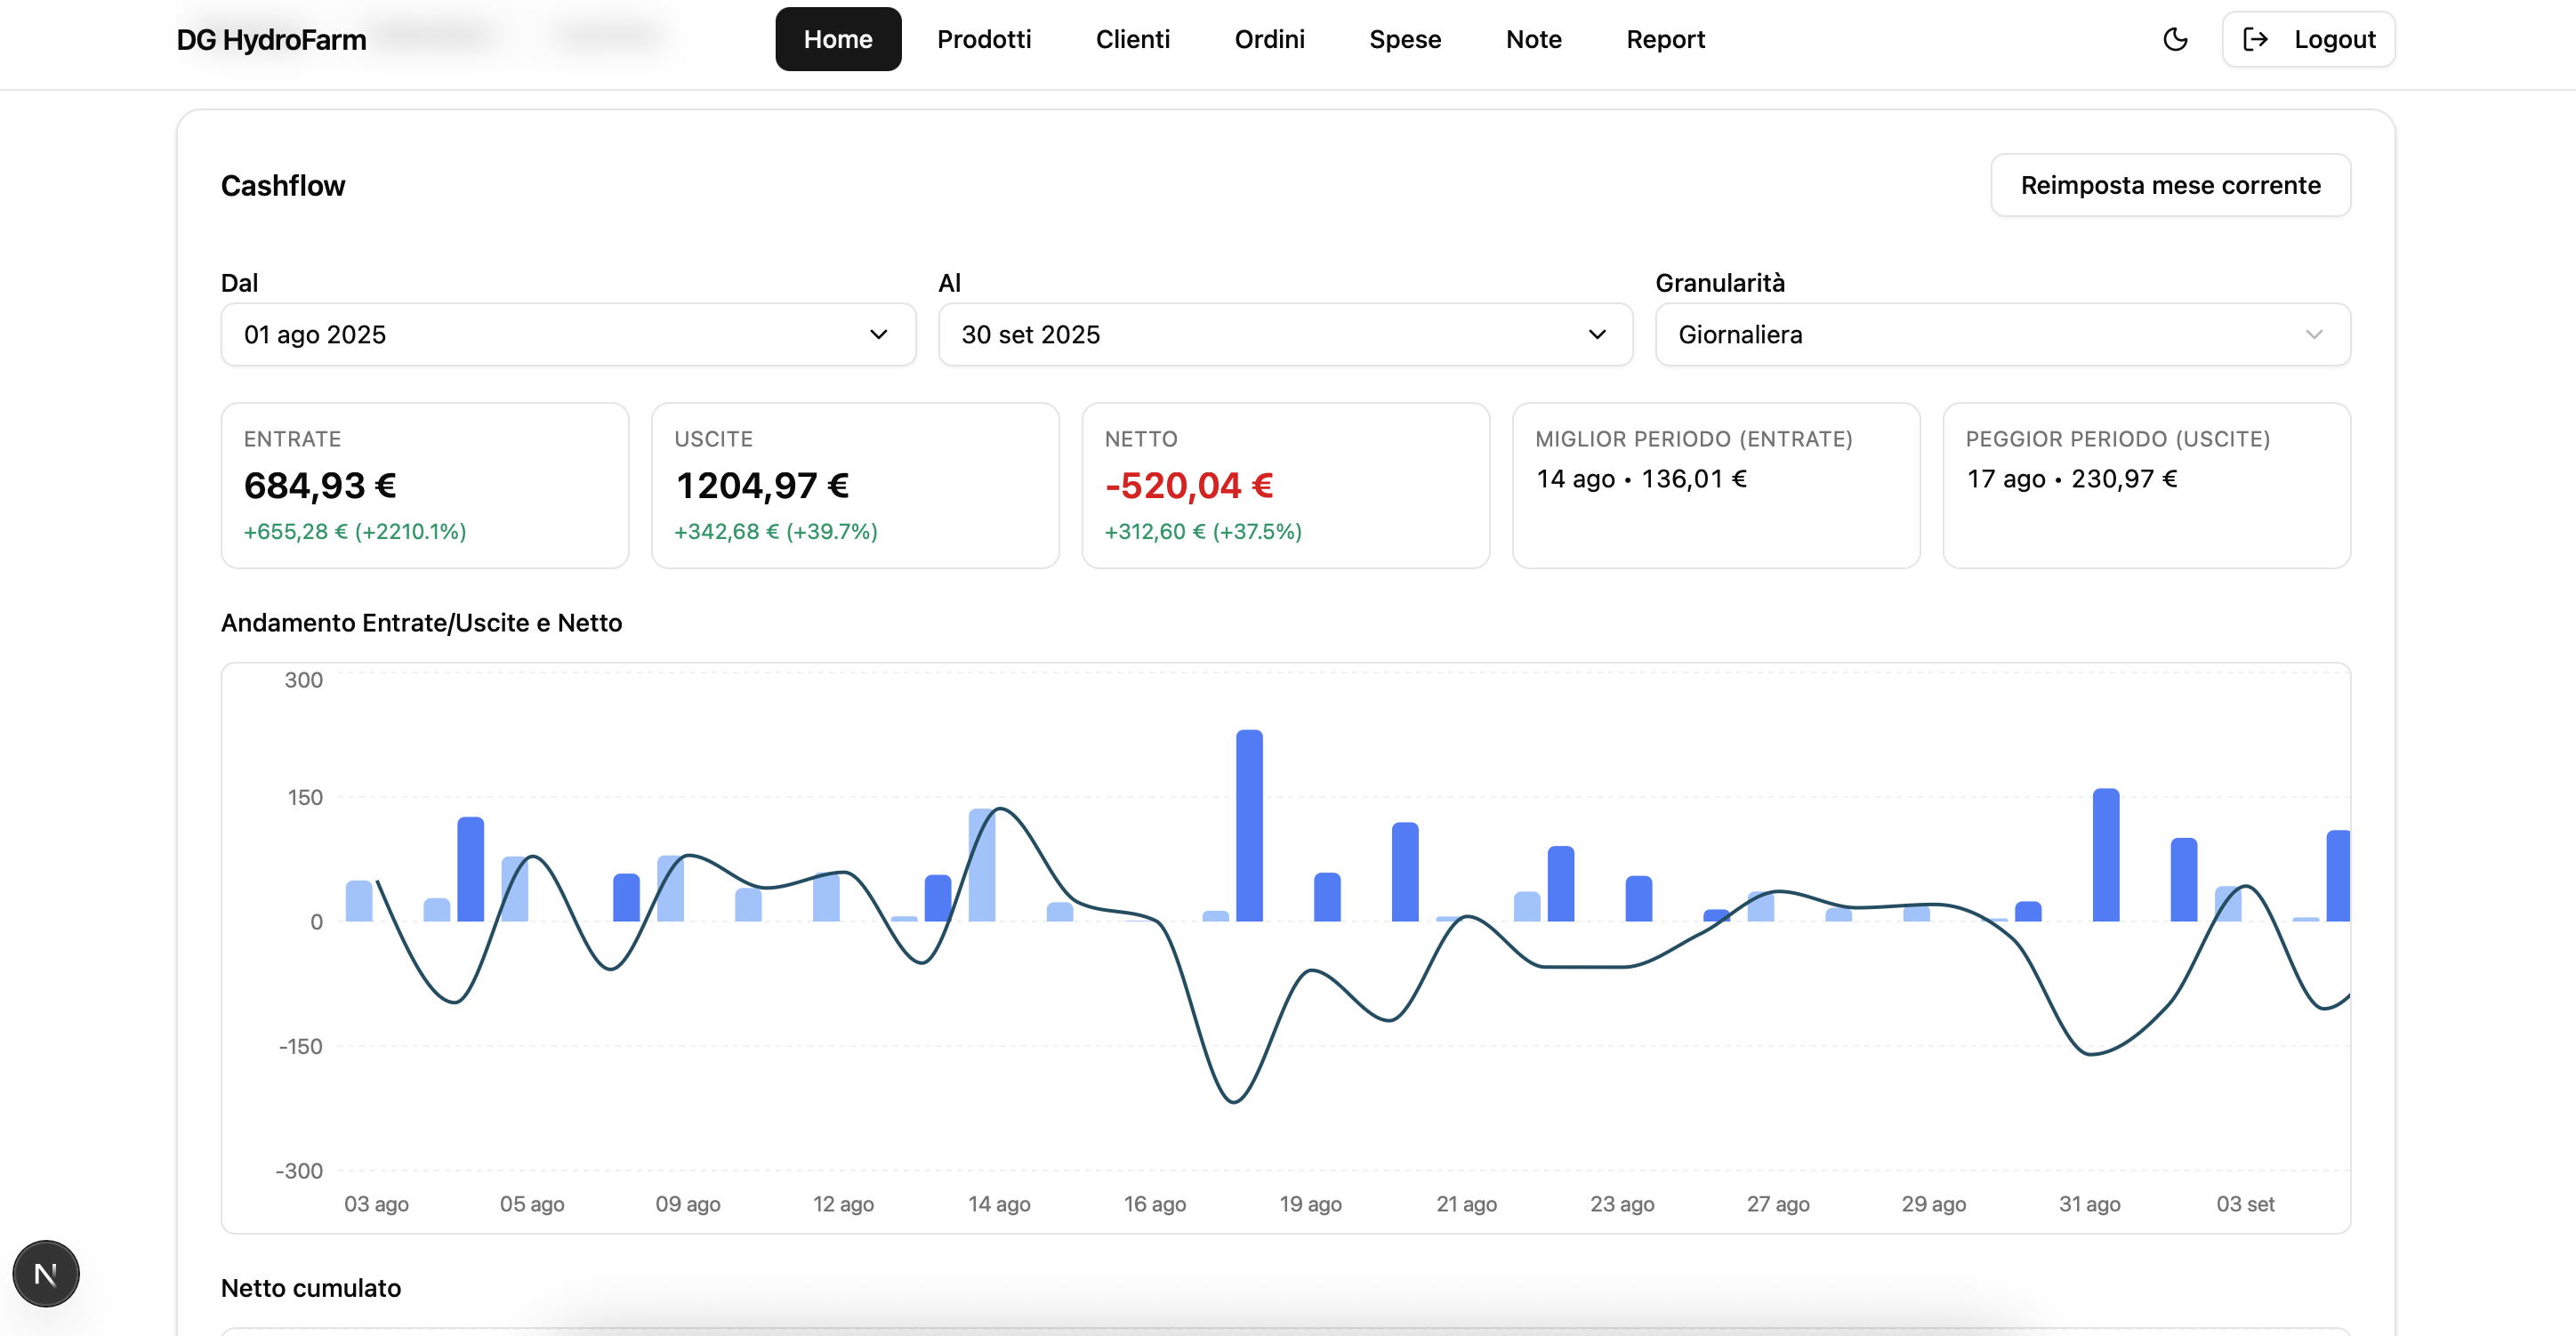 DG HydroFarm
Home Prodotti Clienti Ordini Spese Note Report
Logout
Cashflow
Reimposta mese corrente
Dal Al Granularità
01 ago 2025 30 set 2025 Giornaliera
ENTRATE
684,93 €
+655,28 € (+2210.1%)
USCITE
1204,97 €
+342,68 € (+39.7%)
NETTO
-520,04 €
+312,60 € (+37.5%)
MIGLIOR PERIODO (ENTRATE)
14 ago • 136,01 €
PEGGIOR PERIODO (USCITE)
17 ago • 230,97 €
Andamento Entrate/Uscite e Netto
300
150
0
-150
-300
03 ago 05 ago 09 ago 12 ago 14 ago 16 ago 19 ago 21 ago 23 ago 27 ago 29 ago 31 ago 03 set
N
Netto cumulato